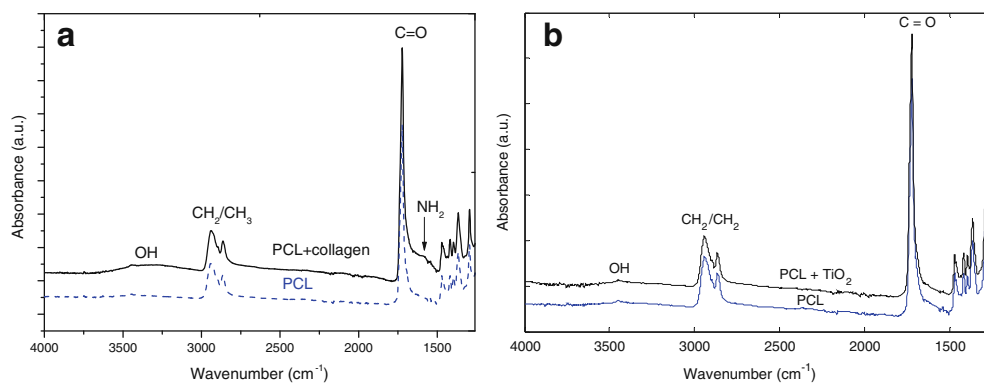 a
C=O
CH₂/CH₃
NH₂
OH
PCL+collagen
PCL
Absorbance (a.u.)
4000 3500 3000 2500 2000 1500
Wavenumber (cm⁻¹)
b
C = O
CH₂/CH₂
OH
PCL + TiO₂
PCL
Absorbance (a.u.)
4000 3500 3000 2500 2000 1500
Wavenumber (cm⁻¹)